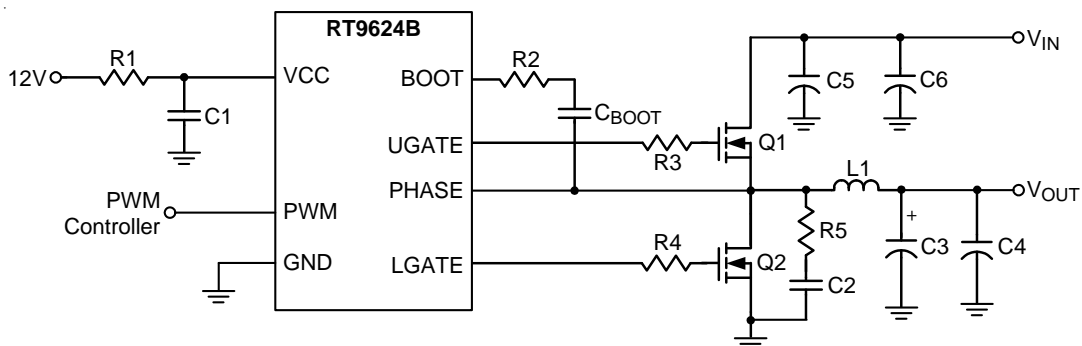 RT9624B
R1
12V
VCC
C1
BOOT
R2
CBOOT
C5
C6
VIN
UGATE
R3
Q1
PHASE
L1
VOUT
PWM
Controller
PWM
R5
+
C3
C4
GND
LGATE
R4
Q2
C2